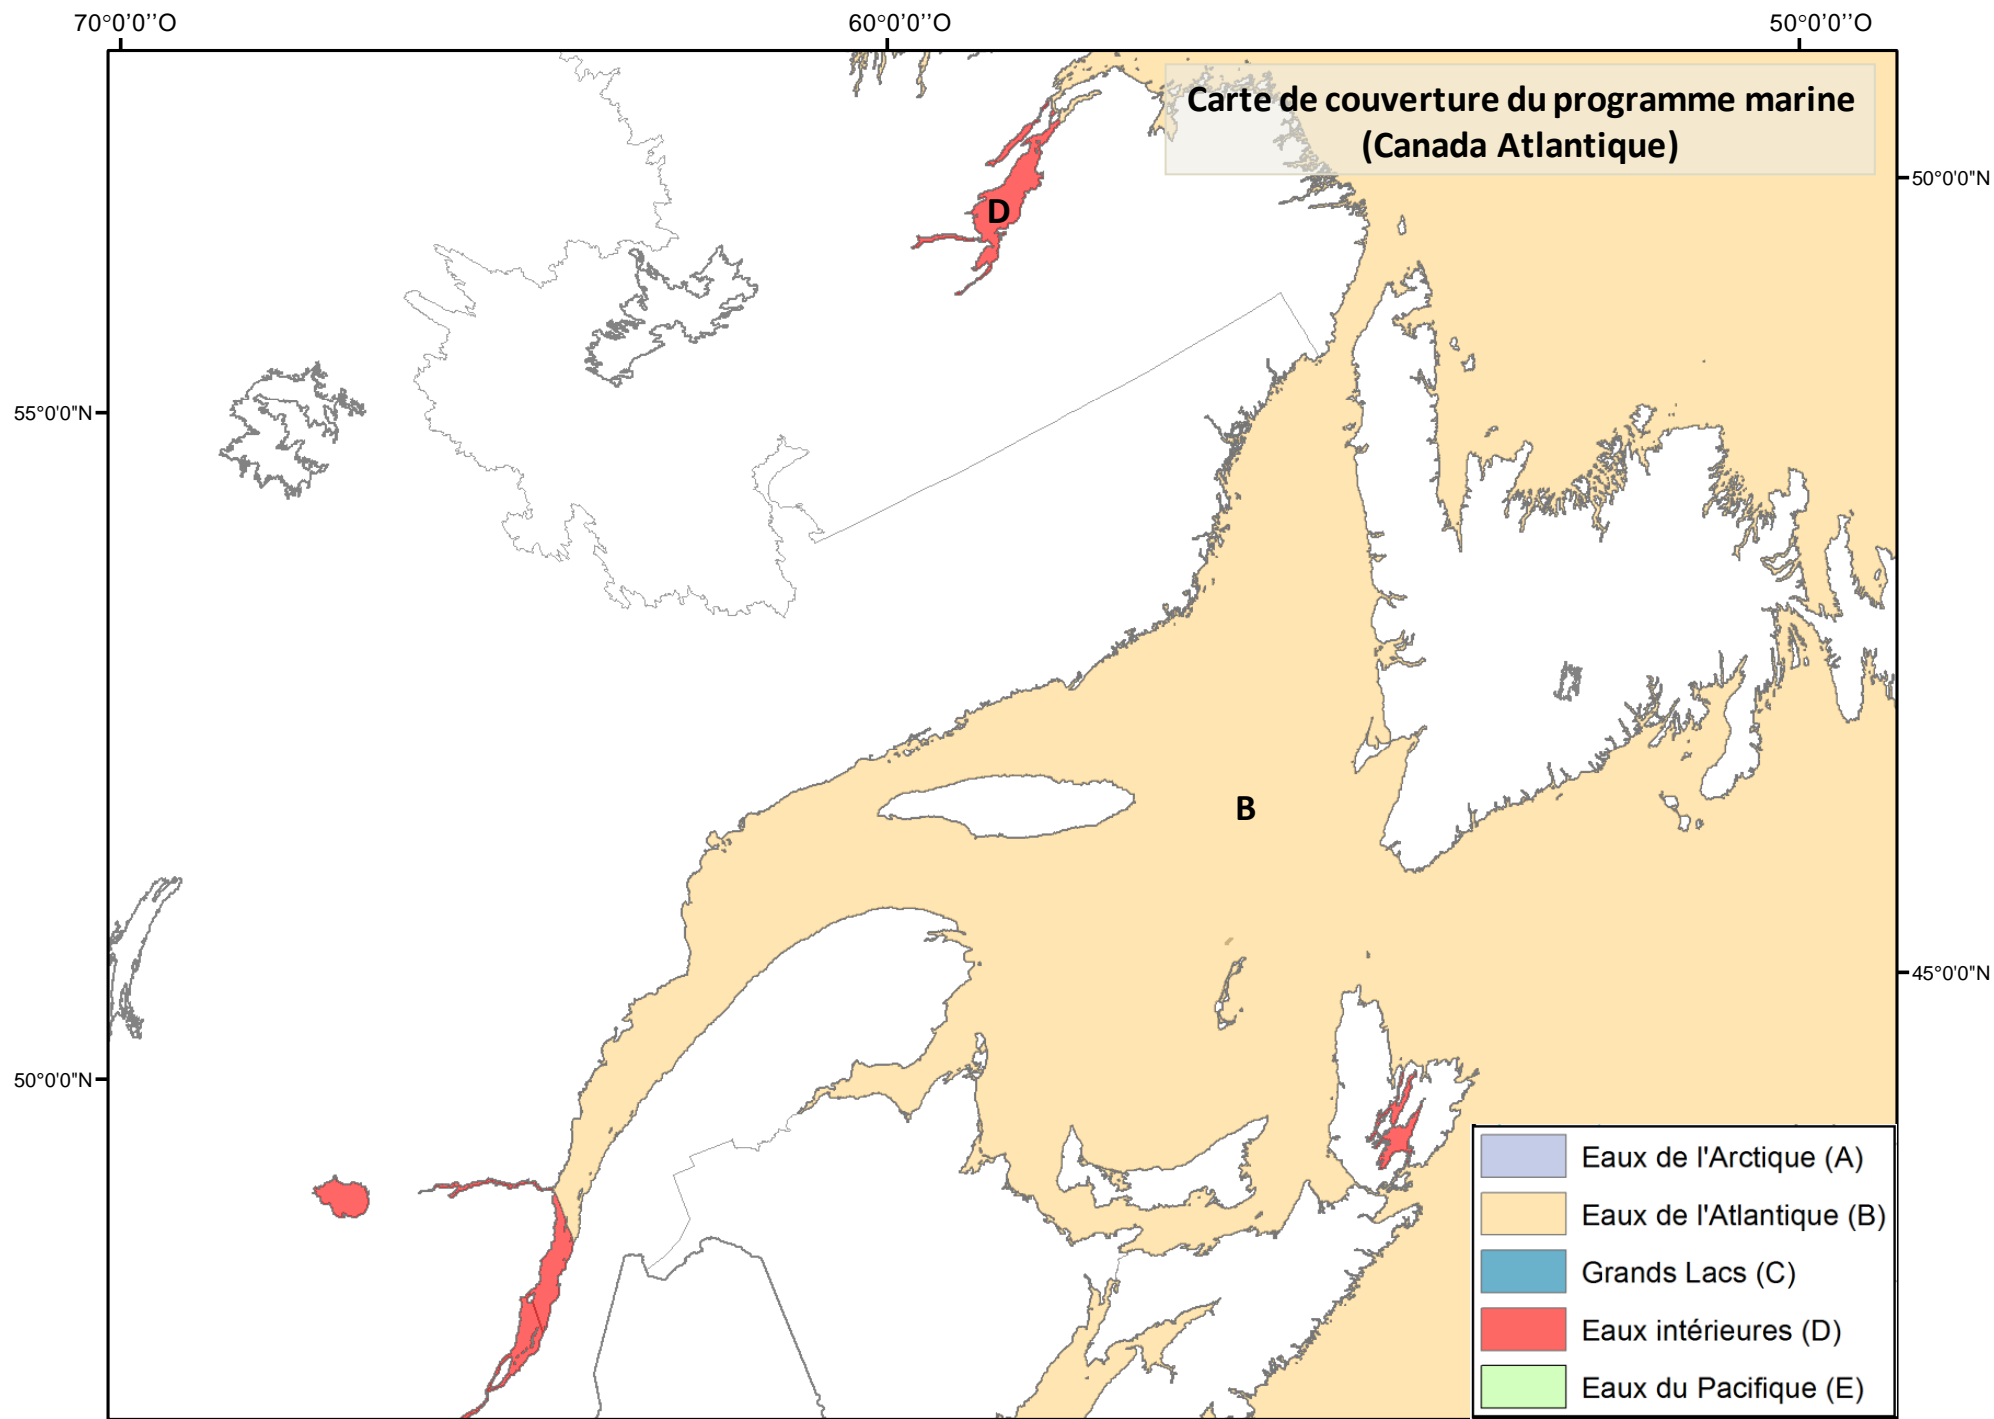 70°0'0''O
60°0'0''O
50°0'0''O
Carte de couverture du programme marine
(Canada Atlantique)
50°0'0"N
D
55°0'0"N
B
45°0'0"N
50°0'0"N
Eaux de l'Arctique (A)
Eaux de l'Atlantique (B)
Grands Lacs (C)
Eaux intérieures (D)
Eaux du Pacifique (E)